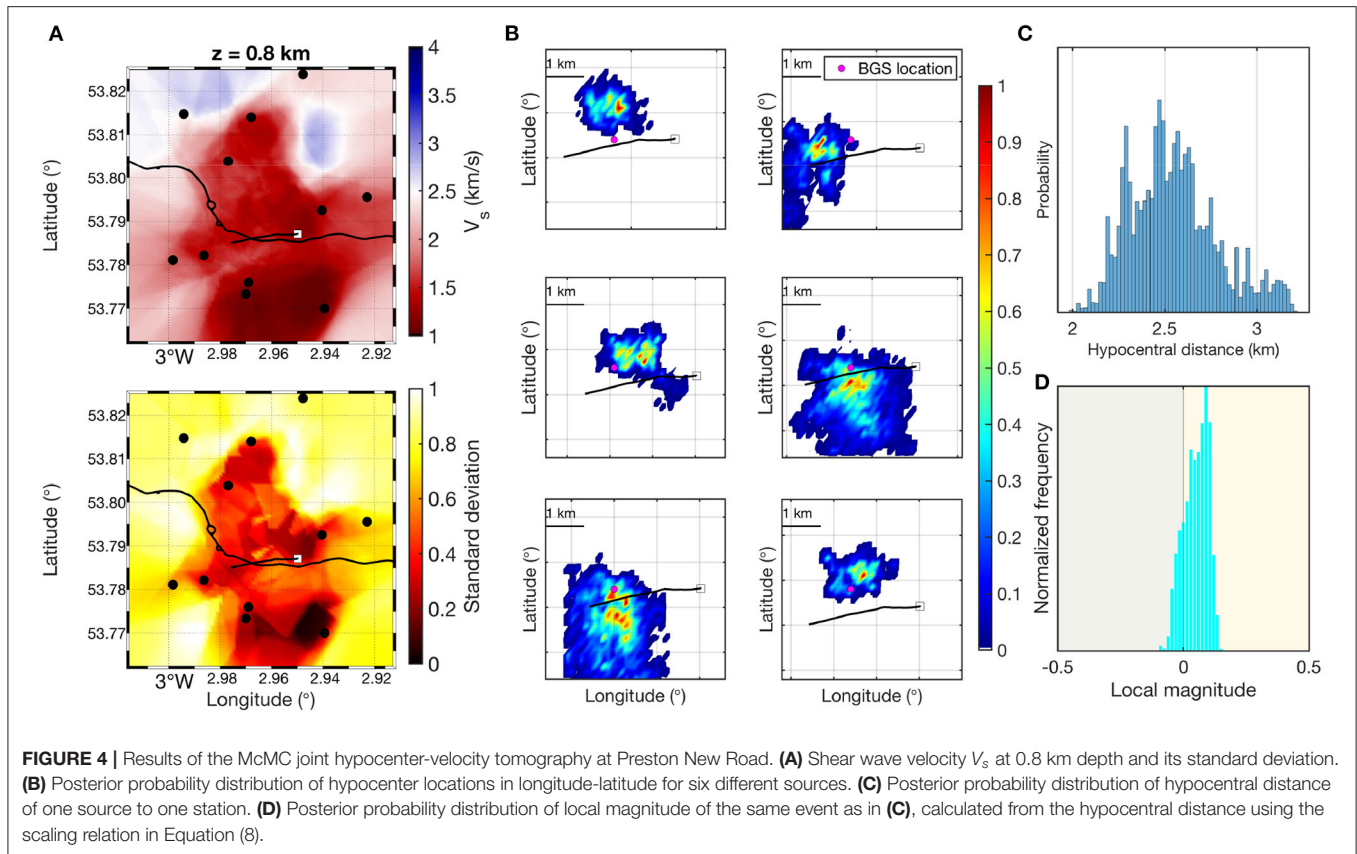 A
z = 0.8 km
53.82
53.81
53.80
53.79
53.78
53.77
Latitude (°)
3°W
2.98
2.96
2.94
2.92
4
3.5
3
2.5
2
1.5
1
V_s (km/s)
53.82
53.81
53.80
53.79
53.78
53.77
Latitude (°)
3°W
2.98
2.96
2.94
2.92
Longitude (°)
1
0.8
0.6
0.4
0.2
0
Standard deviation
B
1 km
Latitude (°)
1 km
BGS location
Latitude (°)
1 km
Latitude (°)
1 km
Latitude (°)
1 km
Latitude (°)
Longitude (°)
1 km
Latitude (°)
Longitude (°)
1
0.9
0.8
0.7
0.6
0.5
0.4
0.3
0.2
0.1
0
C
Probability
2
2.5
3
Hypocentral distance (km)
D
Normalized frequency
-0.5
0
0.5
Local magnitude
FIGURE 4 | Results of the McMC joint hypocenter-velocity tomography at Preston New Road. (A) Shear wave velocity Vs at 0.8 km depth and its standard deviation.
(B) Posterior probability distribution of hypocenter locations in longitude-latitude for six different sources. (C) Posterior probability distribution of hypocentral distance
of one source to one station. (D) Posterior probability distribution of local magnitude of the same event as in (C), calculated from the hypocentral distance using the
scaling relation in Equation (8).